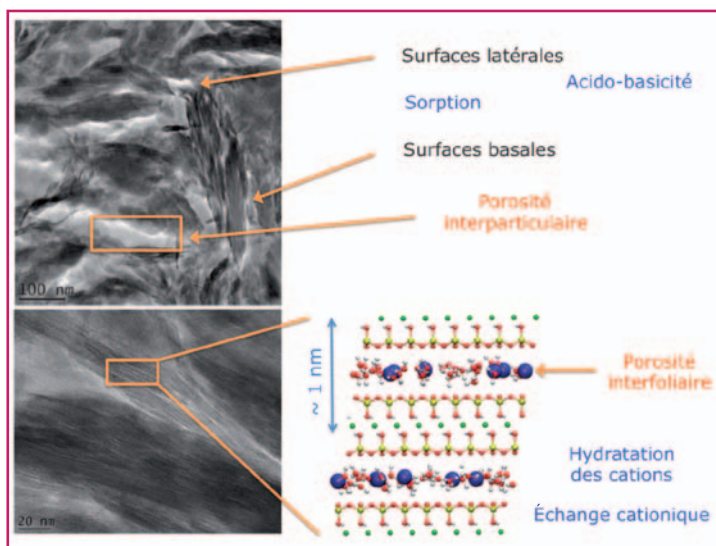 Surfaces latérales
Acido-basicité
Sorption
Surfaces basales
Porosité
interparticulaire
100 nm
~ 1 nm
Porosité
interfoliaire
Hydratation
des cations
Échange cationique
20 nm